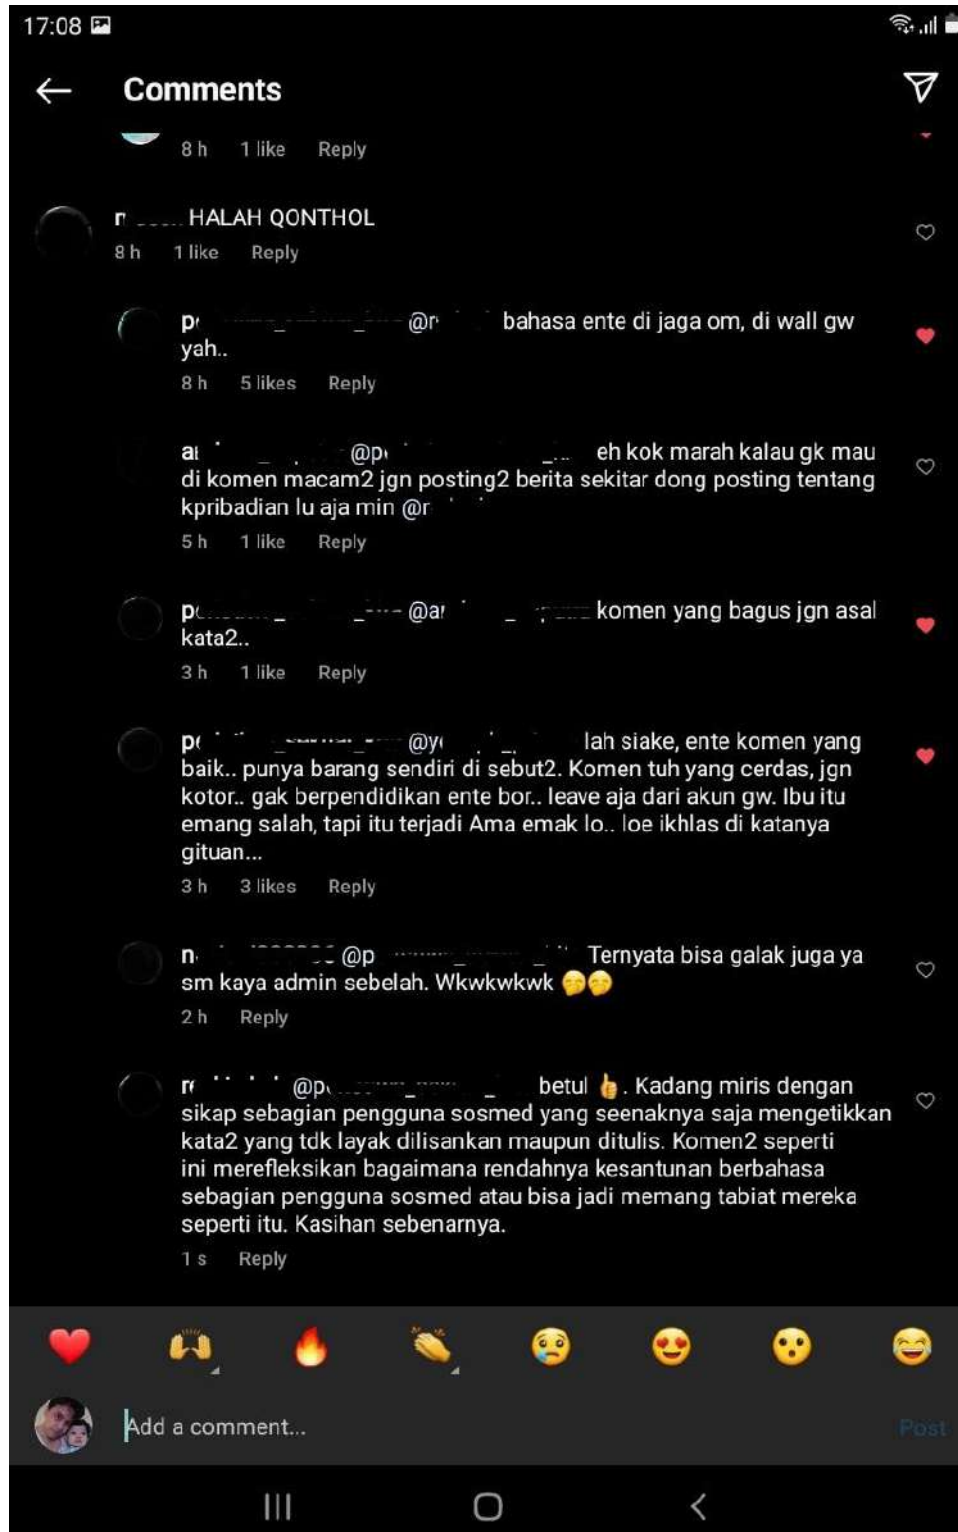 17:08
Comments
8 h 1 like Reply
HALAH QONTHOL
8 h 1 like Reply
bahasa ente di jaga om, di wall gw
yah..
8 h 5 likes Reply
eh kok marah kalau gk mau
di komen macam2 jgn posting2 berita sekitar dong posting tentang
kpribadian lu aja min
5 h 1 like Reply
komen yang bagus jgn asal
kata2..
3 h 1 like Reply
lah siake, ente komen yang
baik.. punya barang sendiri di sebut2. Komen tuh yang cerdas, jgn
kotor.. gak berpendidikan ente bor.. leave aja dari akun gw. Ibu itu
emang salah, tapi itu terjadi Ama emak lo.. loe ikhlas di katanya
gituan...
3 h 3 likes Reply
Ternyata bisa galak juga ya
sm kaya admin sebelah. Wkwkwkwk 🤭🤭
2 h Reply
betul 👍. Kadang miris dengan
sikap sebagian pengguna sosmed yang seenaknya saja mengetikkan
kata2 yang tdk layak dilisankan maupun ditulis. Komen2 seperti
ini merefleksikan bagaimana rendahnya kesantunan berbahasa
sebagian pengguna sosmed atau bisa jadi memang tabiat mereka
seperti itu. Kasihan sebenarnya.
1 s Reply
Add a comment...
Post